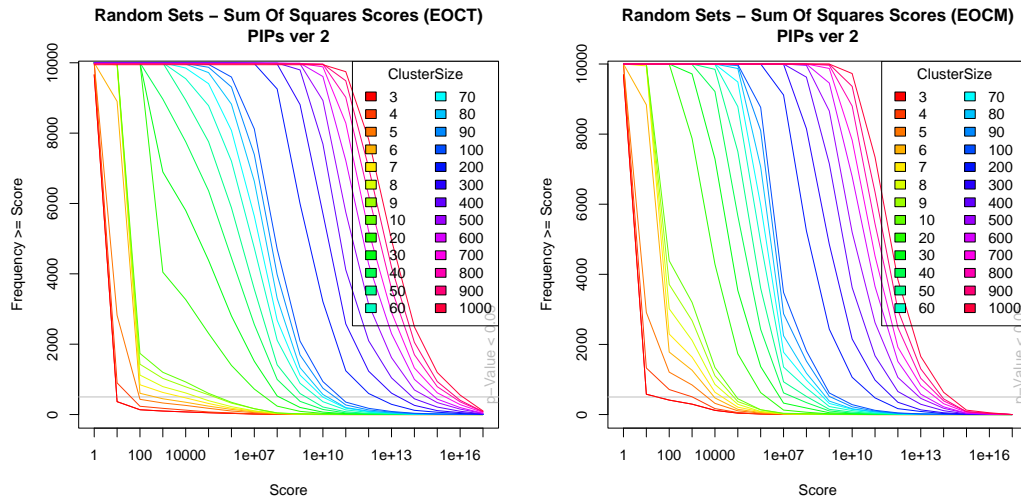 Random Sets − Sum Of Squares Scores (EOCT)
PIPs ver 2
Frequency >= Score
10000
8000
6000
4000
2000
0
ClusterSize
3 70
4 80
5 90
6 100
7 200
8 300
9 400
10 500
20 600
30 700
40 800
50 900
60 1000
p−Value < 0.05
1 100 10000 1e+07 1e+10 1e+13 1e+16
Score
Random Sets − Sum Of Squares Scores (EOCM)
PIPs ver 2
Frequency >= Score
10000
8000
6000
4000
2000
0
ClusterSize
3 70
4 80
5 90
6 100
7 200
8 300
9 400
10 500
20 600
30 700
40 800
50 900
60 1000
p−Value < 0.05
1 100 10000 1e+07 1e+10 1e+13 1e+16
Score